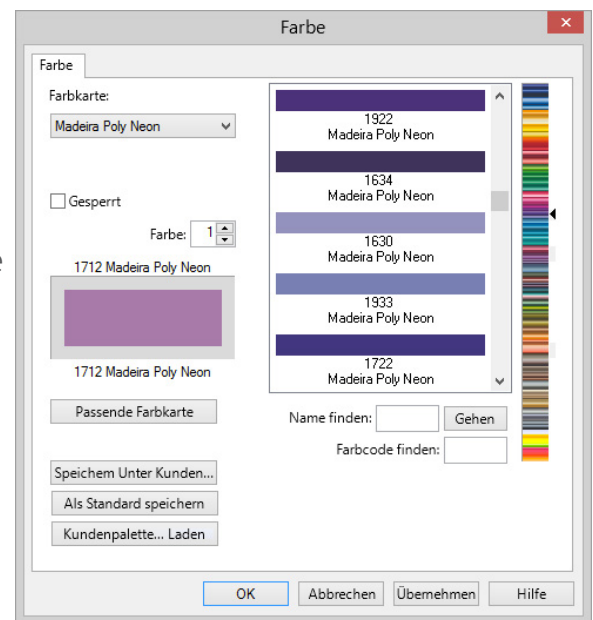 Farbe
Farbe
Farbkarte:
Madeira Poly Neon
Gesperrt
Farbe: 1
1712 Madeira Poly Neon
1712 Madeira Poly Neon
Passende Farbkarte
Speichem Unter Kunden...
Als Standard speichern
Kundenpalette... Laden
1922
Madeira Poly Neon
1634
Madeira Poly Neon
1630
Madeira Poly Neon
1933
Madeira Poly Neon
1722
Madeira Poly Neon
Name finden:
Gehen
Farbcode finden:
OK
Abbrechen
Übernehmen
Hilfe
e